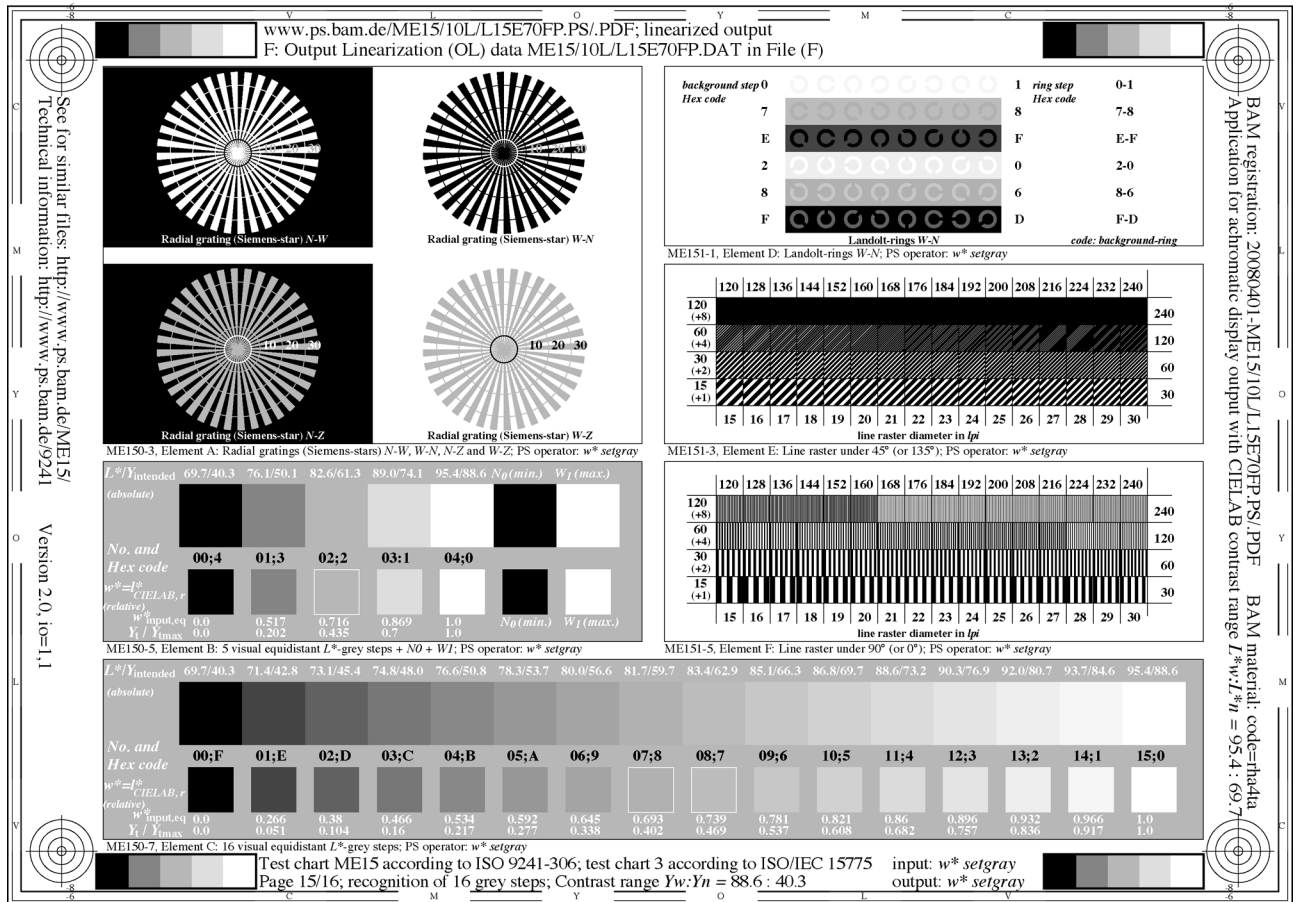 V L O Y M C
-6 -8
-6 -8
www.ps.bam.de/ME15/10L/L15E70FP.PS/.PDF; linearized output
F: Output Linearization (OL) data ME15/10L/L15E70FP.DAT in File (F)
See for similar files: http://www.ps.bam.de/ME15/
Technical information: http://www.ps.bam.de/9241 Version 2.0, io=1,1
BAM registration: 20080401-ME15/10L/L15E70FP.PS/.PDF BAM material: code=rha4ta
Application for achromatic display output with CIELAB contrast range L*w:L*n = 95.4 : 69.7
C M Y O L
V L O Y M C
10 20 30
Radial grating (Siemens-star) N-W
10 20 30
Radial grating (Siemens-star) W-N
10 20 30
Radial grating (Siemens-star) N-Z
10 20 30
Radial grating (Siemens-star) W-Z
ME150-3, Element A: Radial gratings (Siemens-stars) N-W, W-N, N-Z and W-Z; PS operator: w* setgray
background step 0 1 ring step 0-1
Hex code Hex code
7 8 7-8
E F E-F
2 0 2-0
8 6 8-6
F D F-D
Landolt-rings W-N code: background-ring
ME151-1, Element D: Landolt-rings W-N; PS operator: w* setgray
120 128 136 144 152 160 168 176 184 192 200 208 216 224 232 240
120 (+8) 240
60 (+4) 120
30 (+2) 60
15 (+1) 30
15 16 17 18 19 20 21 22 23 24 25 26 27 28 29 30
line raster diameter in lpi
ME151-3, Element E: Line raster under 45° (or 135°); PS operator: w* setgray
L*/Yintended 69.7/40.3 76.1/50.1 82.6/61.3 89.0/74.1 95.4/88.6 N0 (min.) W1 (max.)
(absolute)
No. and
Hex code
00;4 01;3 02;2 03:1 04;0
w*=l*CIELAB, r
(relative)
N0 (min.) W1 (max.)
w*input,eq 0.0 0.517 0.716 0.869 1.0
Yt / Ytmax 0.0 0.202 0.435 0.7 1.0
ME150-5, Element B: 5 visual equidistant L*-grey steps + N0 + W1; PS operator: w* setgray
120 128 136 144 152 160 168 176 184 192 200 208 216 224 232 240
120 (+8) 240
60 (+4) 120
30 (+2) 60
15 (+1) 30
15 16 17 18 19 20 21 22 23 24 25 26 27 28 29 30
line raster diameter in lpi
ME151-5, Element F: Line raster under 90° (or 0°); PS operator: w* setgray
L*/Yintended 69.7/40.3 71.4/42.8 73.1/45.4 74.8/48.0 76.6/50.8 78.3/53.7 80.0/56.6 81.7/59.7 83.4/62.9 85.1/66.3 86.8/69.7 88.6/73.2 90.3/76.9 92.0/80.7 93.7/84.6 95.4/88.6
(absolute)
No. and
Hex code
00;F 01;E 02;D 03;C 04;B 05;A 06;9 07;8 08;7 09;6 10;5 11;4 12;3 13;2 14;1 15;0
w*=l*CIELAB, r
(relative)
w*input,eq 0.0 0.266 0.38 0.466 0.534 0.592 0.645 0.693 0.739 0.781 0.821 0.86 0.896 0.932 0.966 1.0
Yt / Ytmax 0.0 0.051 0.104 0.16 0.217 0.277 0.338 0.402 0.469 0.537 0.608 0.682 0.757 0.836 0.917 1.0
ME150-7, Element C: 16 visual equidistant L*-grey steps; PS operator: w* setgray
Test chart ME15 according to ISO 9241-306; test chart 3 according to ISO/IEC 15775 input: w* setgray
Page 15/16; recognition of 16 grey steps; Contrast range Yw:Yn = 88.6 : 40.3 output: w* setgray
-6 -8
-6 -8
C M Y O L V